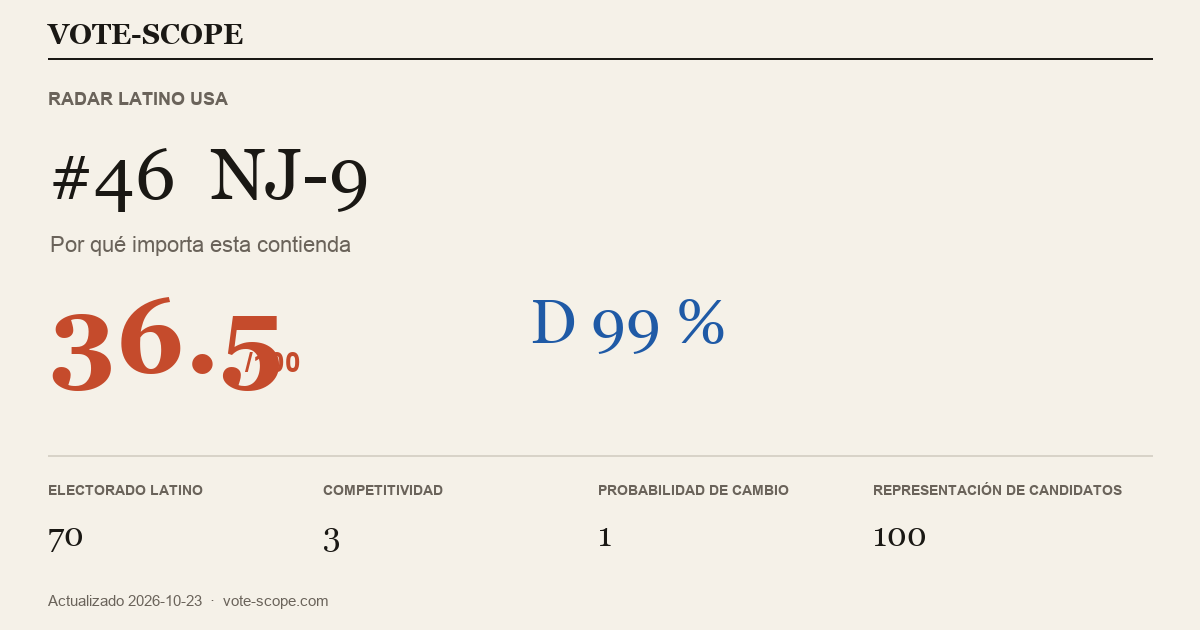 VOTE-SCOPE
RADAR LATINO USA
#46 NJ-9
Por qué importa esta contienda
36.5 /100
D 99 %
ELECTORADO LATINO
COMPETITIVIDAD
PROBABILIDAD DE CAMBIO
REPRESENTACIÓN DE CANDIDATOS
70
3
1
100
Actualizado 2026-10-23 · vote-scope.com